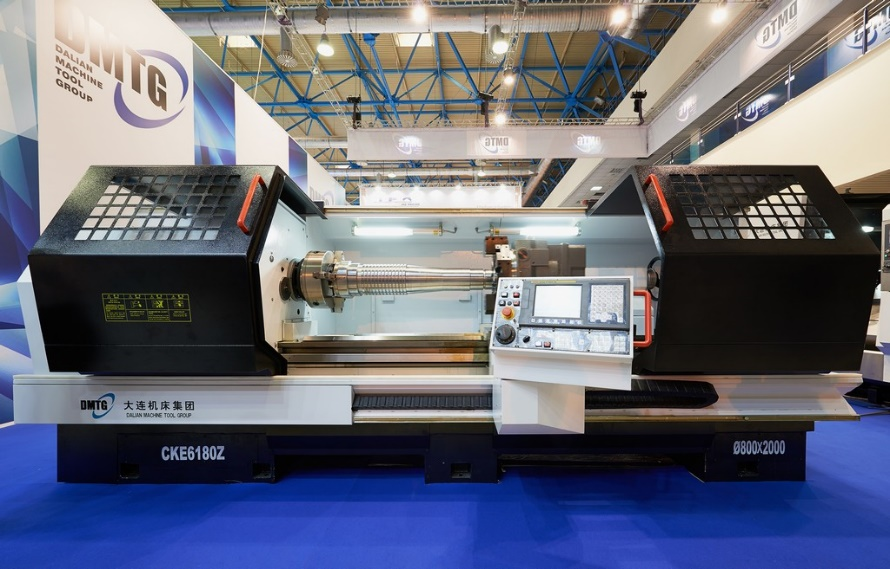 DMTG
DALIAN
MACHINE
TOOL
GROUP
DMTG
DMTG
DMTG
DMTG
DMTG
DMTG 大连机床集团
DALIAN MACHINE TOOL GROUP
CKE6180Z
Ø800X2000